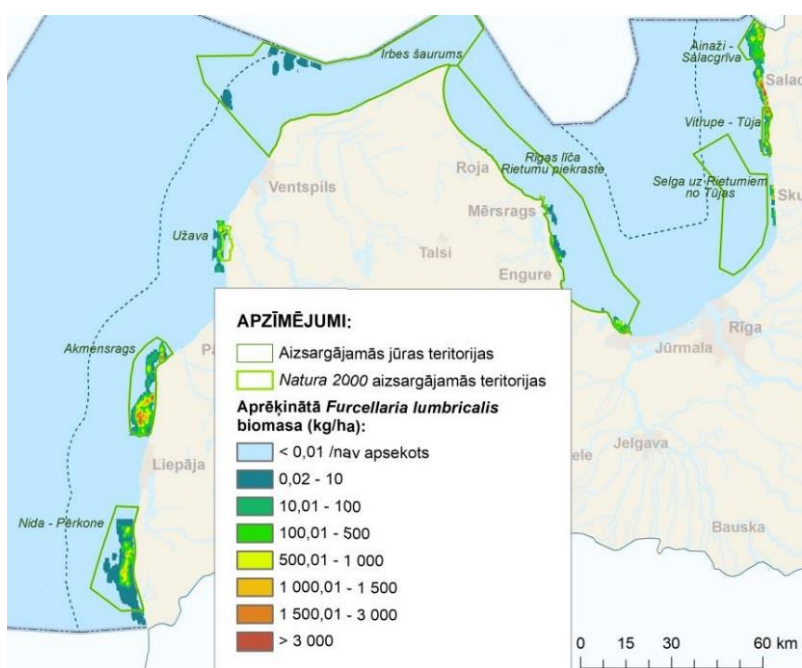 Irbes šaurums
Ainaži -
Salacgrīva
Salac
Vitrupe - Tūja
Rīgas līča
Rietumu piekraste
Roja
Selga uz Rietumiem
no Tūjas
Sku
Ventspils
Mērsrags
Užava
Talsi
Engure
Akmensrags
Pā
Rīga
Jūrmala
Liepāja
ele
Jelgava
Nida - Pērkone
Bauska
APZĪMĒJUMI:
Aizsargājamās jūras teritorijas
Natura 2000 aizsargājamās teritorijas
Aprēķinātā Furcellaria lumbricalis
biomasa (kg/ha):
< 0,01 /nav apsekots
0,02 - 10
10,01 - 100
100,01 - 500
500,01 - 1 000
1 000,01 - 1 500
1 500,01 - 3 000
> 3 000
0 15 30 60 km